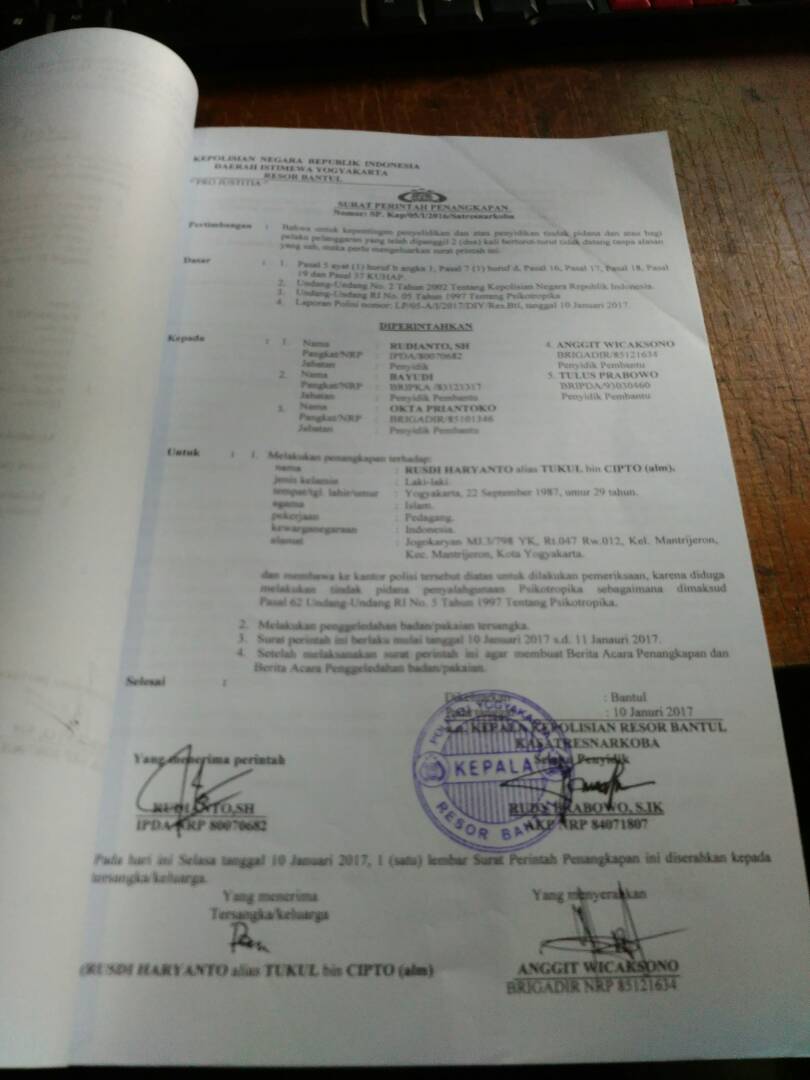 KEPOLISIAN NEGARA REPUBLIK INDONESIA
DAERAH ISTIMEWA YOGYAKARTA
RESOR BANTUL
"PRO JUSTITIA"
SURAT PERINTAH PENANGKAPAN
Nomor: SP. Kap/05/I/2016/Satresnarkoba
Pertimbangan : Bahwa untuk kepentingan penyelidikan dan atau penyidikan tindak pidana dan atau bagi
pelaku pelanggaran yang telah dipanggil 2 (dua) kali berturut-turut tidak datang tanpa alasan
yang sah, maka perlu mengeluarkan surat printah ini.
Dasar : 1. Pasal 5 ayat (1) huruf b angka 1, Pasal 7 (1) huruf d, Pasal 16, Pasal 17, Pasal 18, Pasal
19 dan Pasal 37 KUHAP.
2. Undang-Undang No. 2 Tahun 2002 Tentang Kepolisian Negara Republik Indonesia.
3. Undang-Undang RI No. 05 Tahun 1997 Tentang Psikotropika
4. Laporan Polisi nomor: LP/05-A/I/2017/DIY/Res.Btl, tanggal 10 Januari 2017.
DIPERINTAHKAN
Kepada : 1. Nama : RUDIANTO, SH 4. ANGGIT WICAKSONO
Pangkat/NRP : IPDA/80070682 BRIGADIR/85121634
Jabatan : Penyidik Penyidik Pembantu
2. Nama : BAYUDI 5. TULUS PRABOWO
Pangkat/NRP : BRIPKA /83123317 BRIPDA/93030460
Jabatan : Penyidik Pembantu Penyidik Pembantu
3. Nama : OKTA PRIANTOKO
Pangkat/NRP : BRIGADIR/85101346
Jabatan : Penyidik Pembantu
Untuk : 1. Melakukan penangkapan terhadap:
nama : RUSDI HARYANTO alias TUKUL bin CIPTO (alm).
jenis kelamin : Laki-laki
tempat/tgl. lahir/umur : Yogyakarta, 22 September 1987, umur 29 tahun.
agama : Islam.
pekerjaan : Pedagang.
kewarganegaraan : Indonesia.
alamat : Jogokaryan MJ.3/798 YK, Rt.047 Rw.012, Kel. Mantrijeron,
Kec. Mantrijeron, Kota Yogyakarta.
dan membawa ke kantor polisi tersebut diatas untuk dilakukan pemeriksaan, karena diduga
melakukan tindak pidana penyalahgunaan Psikotropika sebagaimana dimaksud
Pasal 62 Undang-Undang RI No. 5 Tahun 1997 Tentang Psikotropika.
2. Melakukan penggeledahan badan/pakaian tersangka.
3. Surat perintah ini berlaku mulai tanggal 10 Januari 2017 s.d. 11 Janauri 2017.
4. Setelah melaksanakan surat perintah ini agar membuat Berita Acara Penangkapan dan
Berita Acara Penggeledahan badan/pakaian.
Selesai :
Dikeluarkan : Bantul
: 10 Januri 2017
KEPALA KEPOLISIAN RESOR BANTUL
KASATRESNARKOBA
Selaku Penyidik
KEPALA
RESOR BANTUL
Yang menerima perintah
RUDIANTO,SH
IPDA NRP 80070682
RUDY PRABOWO, S.IK
AKP NRP 84071807
Pada hari ini Selasa tanggal 10 Januari 2017, 1 (satu) lembar Surat Perintah Penangkapan ini diserahkan kepada
tersangka/keluarga.
Yang menerima
Tersangka/keluarga
(RUSDI HARYANTO alias TUKUL bin CIPTO (alm)
Yang menyerahkan
ANGGIT WICAKSONO
BRIGADIR NRP 85121634